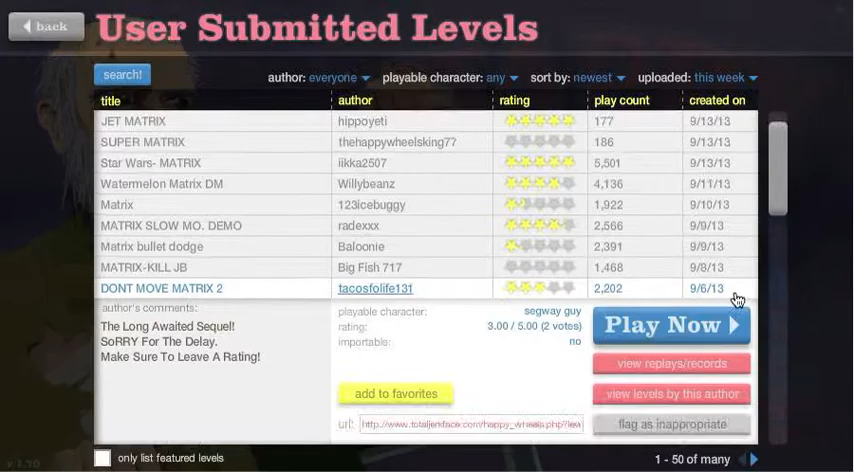 back
User Submitted Levels
search!
author: everyone playable character: any sort by: newest uploaded: this week
title author rating play count created on
JET MATRIX hippoyeti 177 9/13/13
SUPER MATRIX thehappywheelsking77 186 9/13/13
Star Wars- MATRIX iikka2507 5,501 9/13/13
Watermelon Matrix DM Willybeanz 4,136 9/11/13
Matrix 123icebuggy 1,922 9/10/13
MATRIX SLOW MO. DEMO radexxx 2,566 9/9/13
Matrix bullet dodge Baloonie 2,391 9/9/13
MATRIX-KILL JB Big Fish 717 1,468 9/8/13
DONT MOVE MATRIX 2 tacosfolife131 2,202 9/6/13
author's comments:
The Long Awaited Sequel!
SoRRY For The Delay.
Make Sure To Leave A Rating!
playable character: segway guy
rating: 3.00 / 5.00 (2 votes)
importable: no
Play Now
view replays/records
add to favorites
view levels by this author
url: http://www.totaljerkface.com/happy_wheels.php?lev
flag as inappropriate
only list featured levels
1 - 50 of many